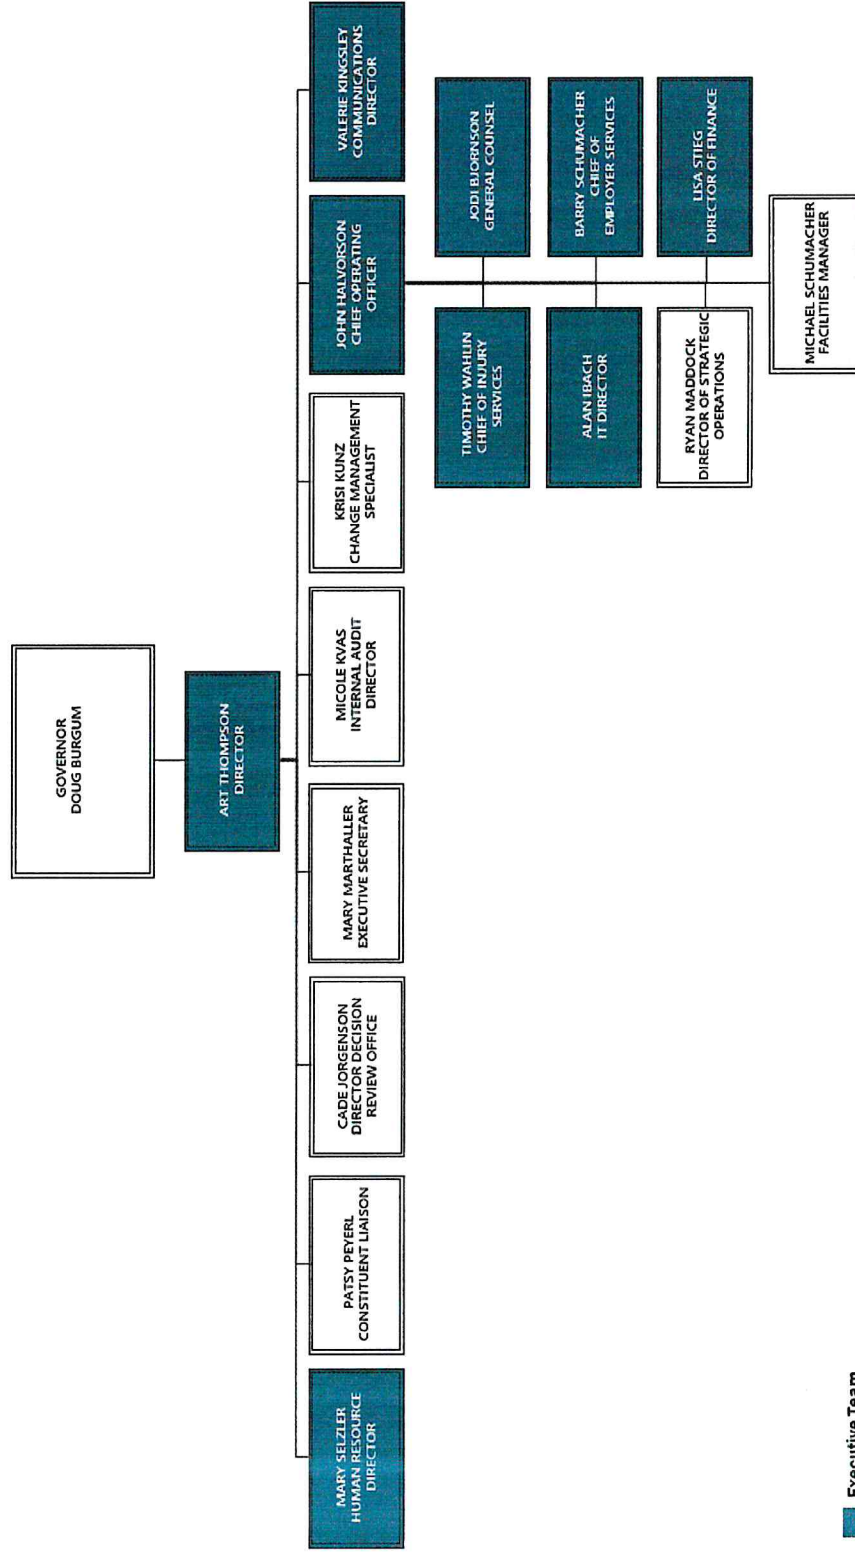 GOVERNOR
DOUG BURGUM
ART THOMPSON
DIRECTOR
MARY SELZLER
HUMAN RESOURCE
DIRECTOR
PATSY PEYERL
CONSTITUENT LIAISON
CADE JORGENSON
DIRECTOR DECISION
REVIEW OFFICE
MARY MARTHALLER
EXECUTIVE SECRETARY
MICOLE KVAS
INTERNAL AUDIT
DIRECTOR
KRISI KUNZ
CHANGE MANAGEMENT
SPECIALIST
JOHN HALVORSON
CHIEF OPERATING
OFFICER
VALERIE KINGSLEY
COMMUNICATIONS
DIRECTOR
TIMOTHY WAHLIN
CHIEF OF INJURY
SERVICES
JODI BJORNSON
GENERAL COUNSEL
ALAN IBACH
IT DIRECTOR
BARRY SCHUMACHER
CHIEF OF
EMPLOYER SERVICES
RYAN MADDOCK
DIRECTOR OF STRATEGIC
OPERATIONS
LISA STIEG
DIRECTOR OF FINANCE
MICHAEL SCHUMACHER
FACILITIES MANAGER
Executive Team